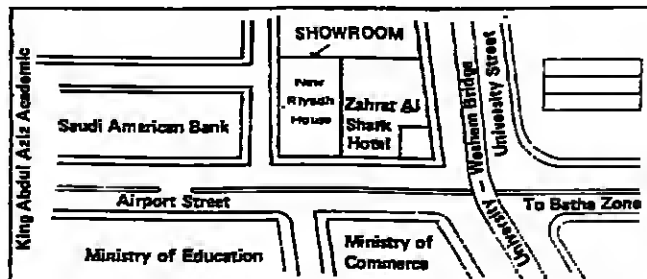 SHOWROOM
King Abdul Aziz Academic
New
Riyadh
House
Zahrat Al
Shark
Hotel
Saudi American Bank
University – Western Bridge
University Street
Airport Street
To Batha Zone
Ministry of Education
Ministry of
Commerce